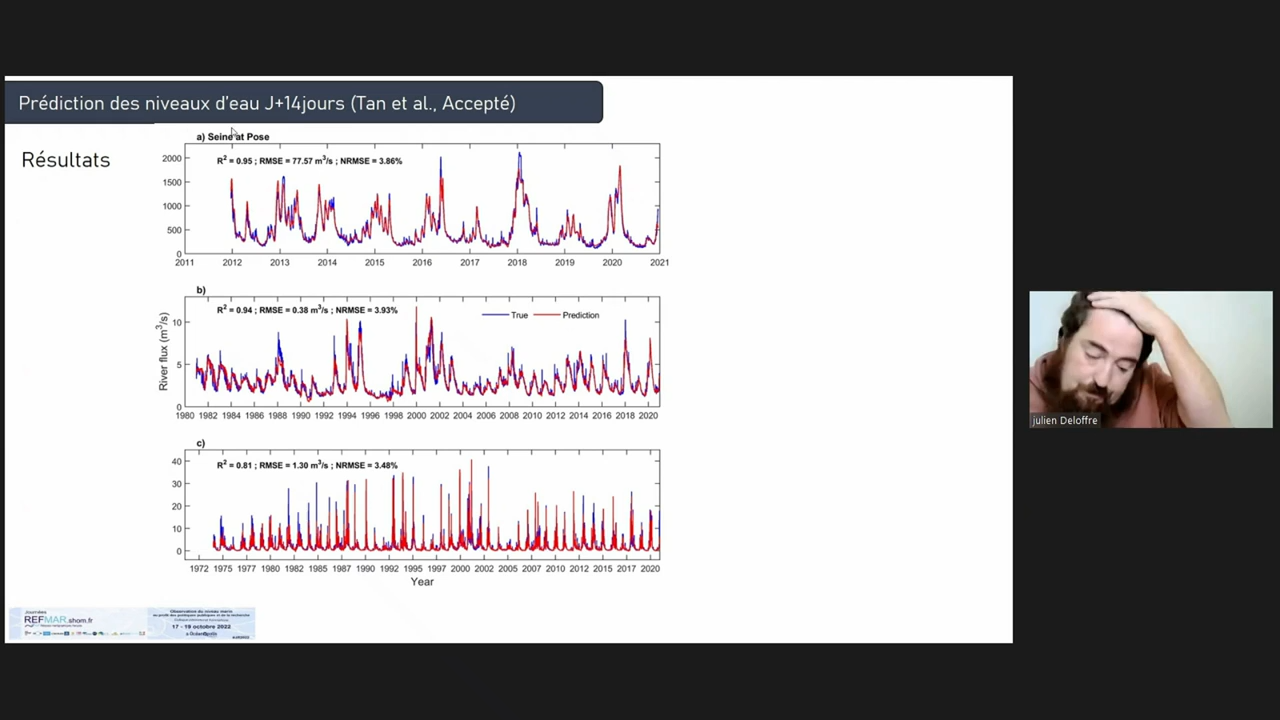 Prédiction des niveaux d'eau J+14jours (Tan et al., Accepté)
Résultats
a) Seine at Pose
R² = 0.95 ; RMSE = 77.57 m³/s ; NRMSE = 3.86%
2000
1500
1000
500
0
2011 2012 2013 2014 2015 2016 2017 2018 2019 2020 2021
b)
R² = 0.94 ; RMSE = 0.38 m³/s ; NRMSE = 3.93%
True Prediction
River flux (m³/s)
10
5
0
1980 1982 1984 1986 1988 1990 1992 1994 1996 1998 2000 2002 2004 2006 2008 2010 2012 2014 2016 2018 2020
c)
R² = 0.81 ; RMSE = 1.30 m³/s ; NRMSE = 3.48%
40
30
20
10
0
1972 1975 1977 1980 1982 1985 1987 1990 1992 1995 1997 2000 2002 2005 2007 2010 2012 2015 2017 2020
Year
Journées
REFMAR.shom.fr
Observation du niveau marin
17 - 19 octobre 2022
julien Deloffre